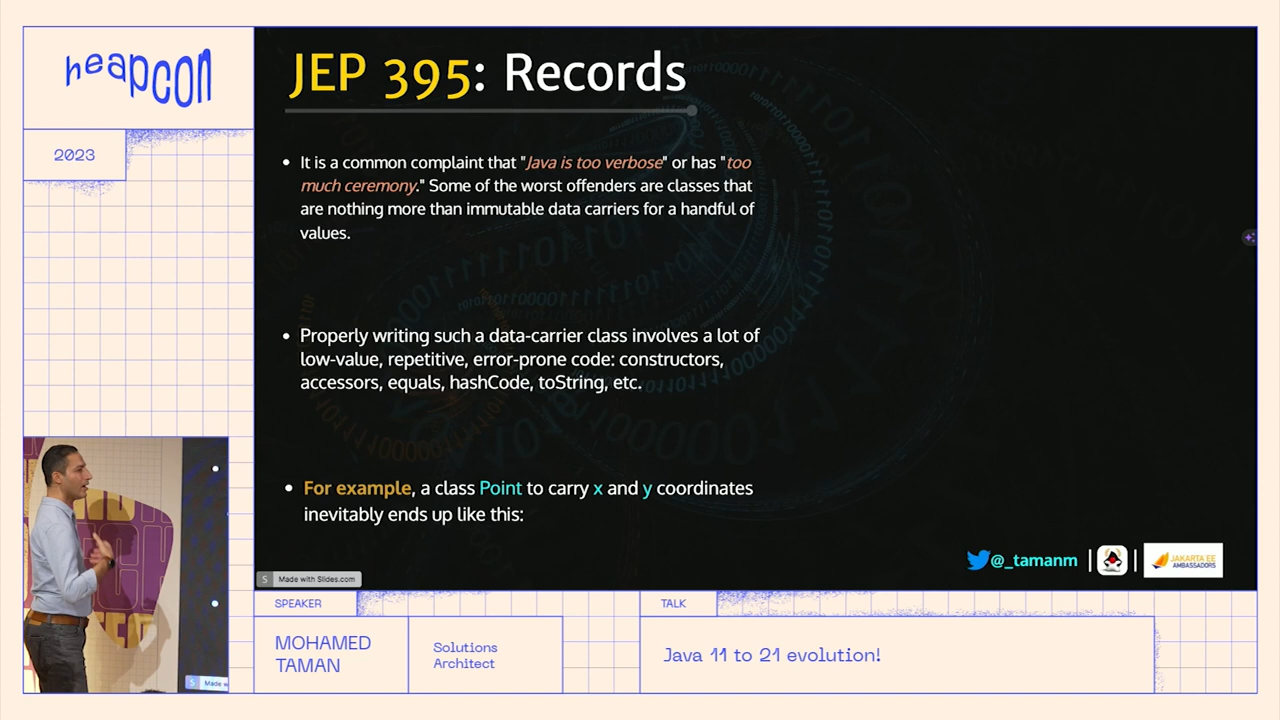 heapcon
2023
JEP 395: Records
It is a common complaint that "Java is too verbose" or has "too
much ceremony." Some of the worst offenders are classes that
are nothing more than immutable data carriers for a handful of
values.
Properly writing such a data-carrier class involves a lot of
low-value, repetitive, error-prone code: constructors,
accessors, equals, hashCode, toString, etc.
For example, a class Point to carry x and y coordinates
inevitably ends up like this:
@_tamanm
JAKARTA EE
AMBASSADORS
S Made with Slides.com
SPEAKER
MOHAMED
TAMAN
Solutions
Architect
TALK
Java 11 to 21 evolution!
S Made w